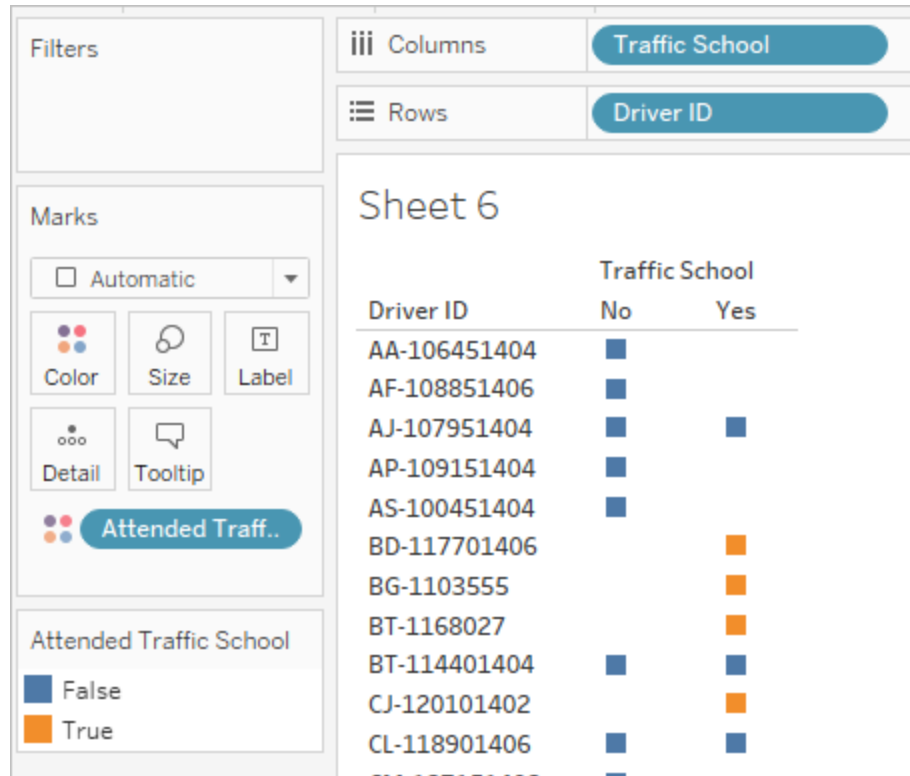 Filters
Columns
Traffic School
Rows
Driver ID
Marks
Automatic
Color
Size
T
Label
Detail
Tooltip
Attended Traff..
Attended Traffic School
False
True
Sheet 6
Traffic School
Driver ID No Yes
AA-106451404
AF-108851406
AJ-107951404
AP-109151404
AS-100451404
BD-117701406
BG-1103555
BT-1168027
BT-114401404
CJ-120101402
CL-118901406